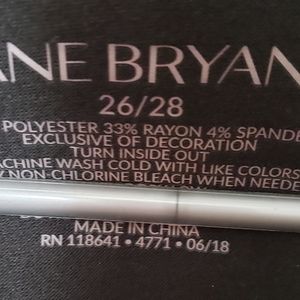 ANE BRYAN
26/28
POLYESTER 33% RAYON 4% SPANDE
EXCLUSIVE OF DECORATION
TURN INSIDE OUT
ACHINE WASH COLD WITH LIKE COLORS
Y NON-CHLORINE BLEACH WHEN NEEDE
MADE IN CHINA
RN 118641 • 4771 • 06/18